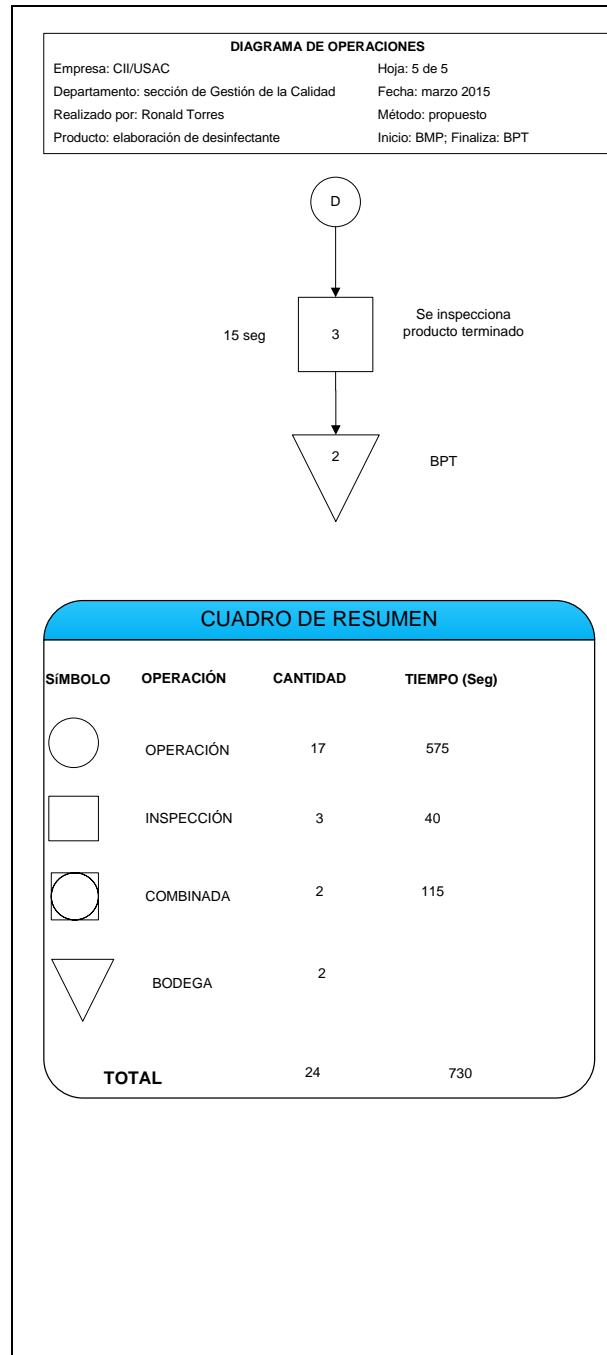 DIAGRAMA DE OPERACIONES
Empresa: CII/USAC
Hoja: 5 de 5
Departamento: sección de Gestión de la Calidad
Fecha: marzo 2015
Realizado por: Ronald Torres
Método: propuesto
Producto: elaboración de desinfectante
Inicio: BMP; Finaliza: BPT
D
15 seg
3
Se inspecciona
producto terminado
2
BPT
CUADRO DE RESUMEN
SíMBOLO OPERACIÓN CANTIDAD TIEMPO (Seg)
OPERACIÓN 17 575
INSPECCIÓN 3 40
COMBINADA 2 115
BODEGA 2
TOTAL 24 730